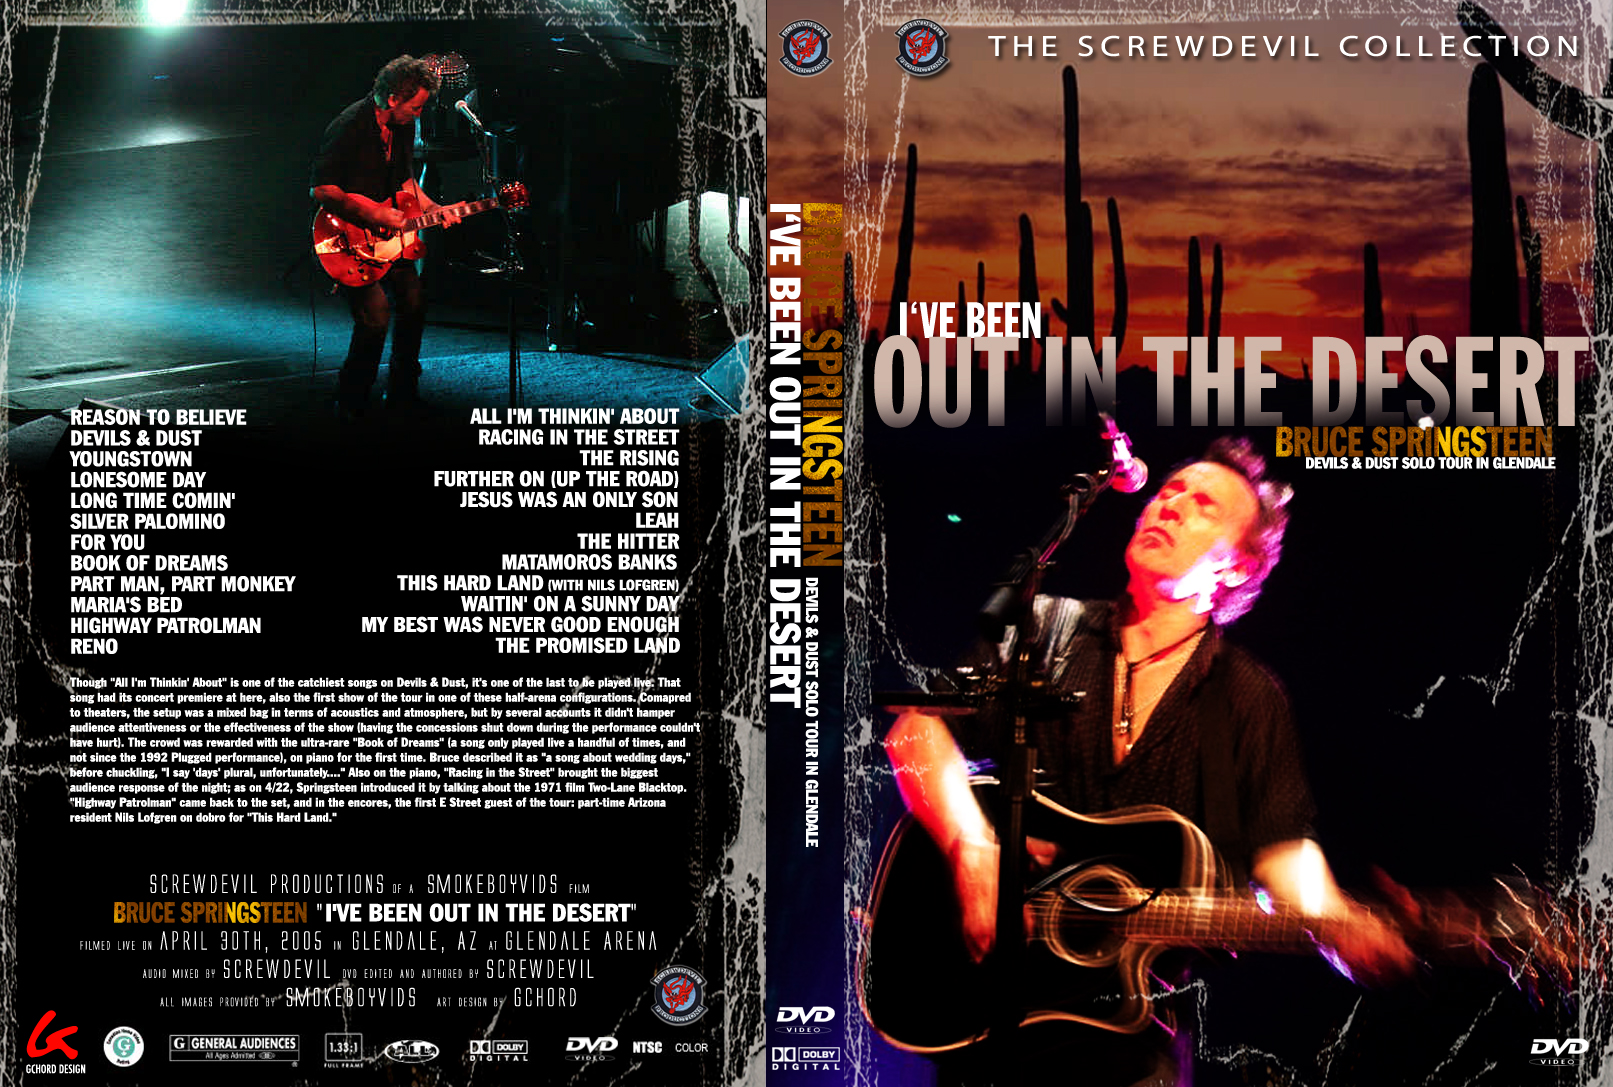 REASON TO BELIEVE
DEVILS & DUST
YOUNGSTOWN
LONESOME DAY
LONG TIME COMIN'
SILVER PALOMINO
FOR YOU
BOOK OF DREAMS
PART MAN, PART MONKEY
MARIA'S BED
HIGHWAY PATROLMAN
RENO
ALL I'M THINKIN' ABOUT
RACING IN THE STREET
THE RISING
FURTHER ON (UP THE ROAD)
JESUS WAS AN ONLY SON
LEAH
THE HITTER
MATAMOROS BANKS
THIS HARD LAND (WITH NILS LOFGREN)
WAITIN' ON A SUNNY DAY
MY BEST WAS NEVER GOOD ENOUGH
THE PROMISED LAND
Though "All I'm Thinkin' About" is one of the catchiest songs on Devils & Dust, it's one of the last to be played live. That
song had its concert premiere at here, also the first show of the tour in one of these half-arena configurations. Comapred
to theaters, the setup was a mixed bag in terms of acoustics and atmosphere, but by several accounts it didn't hamper
audience attentiveness or the effectiveness of the show (having the concessions shut down during the performance couldn't
have hurt). The crowd was rewarded with the ultra-rare "Book of Dreams" (a song only played live a handful of times, and
not since the 1992 Plugged performance), on piano for the first time. Bruce described it as "a song about wedding days,"
before chuckling, "I say 'days' plural, unfortunately...." Also on the piano, "Racing in the Street" brought the biggest
audience response of the night; as on 4/22, Springsteen introduced it by talking about the 1971 film Two-Lane Blacktop.
"Highway Patrolman" came back to the set, and in the encores, the first E Street guest of the tour: part-time Arizona
resident Nils Lofgren on dobro for "This Hard Land."
SCREWDEVIL PRODUCTIONS OF A SMOKEBOYVIDS FILM
BRUCE SPRINGSTEEN "I'VE BEEN OUT IN THE DESERT"
FILMED LIVE ON APRIL 30TH, 2005 IN GLENDALE, AZ AT GLENDALE ARENA
AUDIO MIXED BY SCREWDEVIL DVD EDITED AND AUTHORED BY SCREWDEVIL
ALL IMAGES PROVIDED BY SMOKEBOYVIDS ART DESIGN BY GCHORD
SCREWDEVIL
GCHORD DESIGN
G
G GENERAL AUDIENCES
All Ages Admitted
1.33:1
FULL FRAME
ALL
DOLBY
DIGITAL
DVD
VIDEO
NTSC
COLOR
SCREWDEVIL
BRUCE SPRINGSTEEN
I'VE BEEN OUT IN THE DESERT
DEVILS & DUST SOLO TOUR IN GLENDALE
DVD
VIDEO
DOLBY
DIGITAL
SCREWDEVIL
THE SCREWDEVIL COLLECTION
I'VE BEEN
OUT IN THE DESERT
BRUCE SPRINGSTEEN
DEVILS & DUST SOLO TOUR IN GLENDALE
DVD
VIDEO